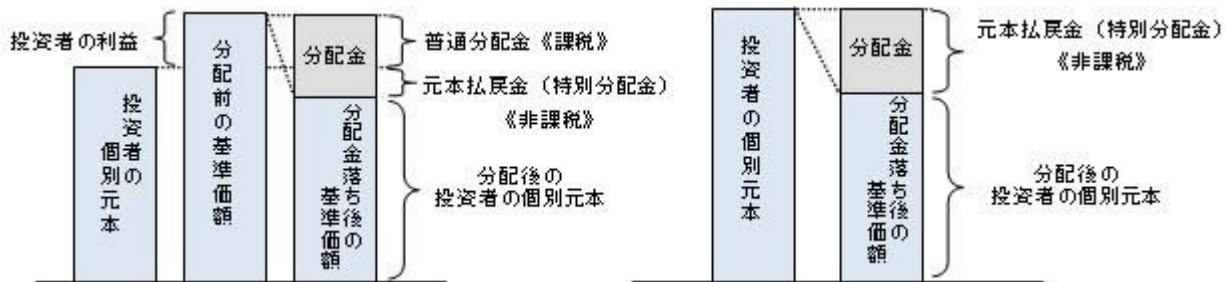 投資者の利益
投資者の
個別元本
分配前の基準価額
分配金
分配金落ち後の
基準価額
普通分配金《課税》
元本払戻金（特別分配金）
《非課税》
分配後の
投資者の個別元本
投資者の個別元本
分配金
分配金落ち後の
基準価額
元本払戻金（特別分配金）
《非課税》
分配後の
投資者の個別元本